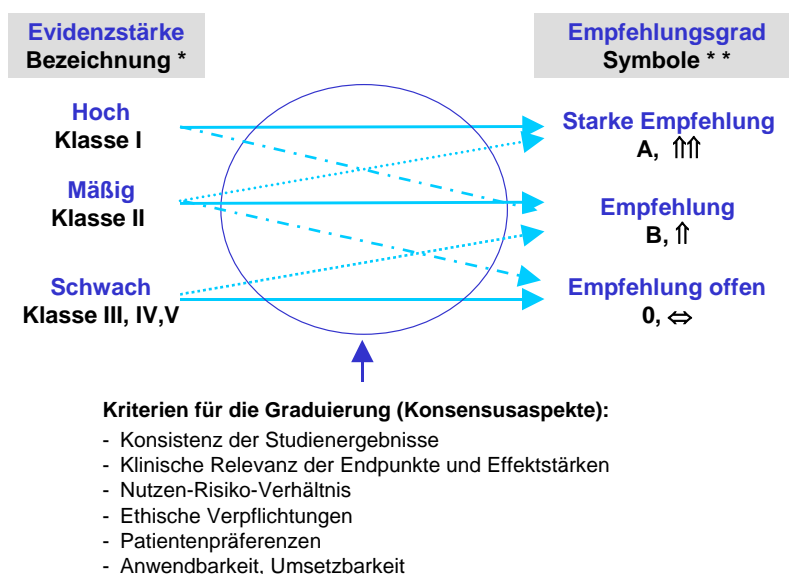 Evidenzstärke
Bezeichnung *
Empfehlungsgrad
Symbole * *
Hoch
Klasse I
Starke Empfehlung
A, ⇑⇑
Mäßig
Klasse II
Empfehlung
B, ⇑
Schwach
Klasse III, IV,V
Empfehlung offen
0, ⇔
Kriterien für die Graduierung (Konsensusaspekte):
- Konsistenz der Studienergebnisse
- Klinische Relevanz der Endpunkte und Effektstärken
- Nutzen-Risiko-Verhältnis
- Ethische Verpflichtungen
- Patientenpräferenzen
- Anwendbarkeit, Umsetzbarkeit